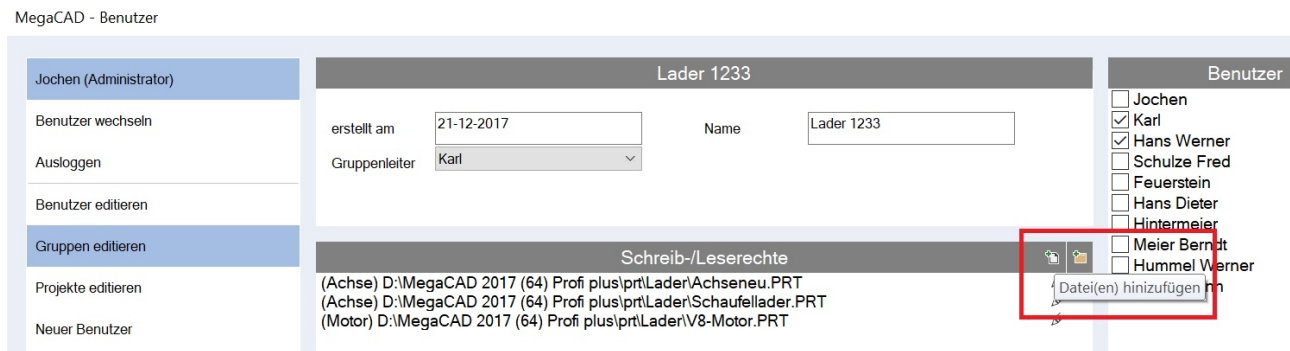 MegaCAD - Benutzer
Jochen (Administrator)
Benutzer wechseln
Ausloggen
Benutzer editieren
Gruppen editieren
Projekte editieren
Neuer Benutzer
Lader 1233
erstellt am
21-12-2017
Name
Lader 1233
Gruppenleiter
Karl
Schreib-/Leserechte
(Achse) D:\MegaCAD 2017 (64) Profi plus\prt\Lader\Achseneu.PRT
(Achse) D:\MegaCAD 2017 (64) Profi plus\prt\Lader\Schaufellader.PRT
(Motor) D:\MegaCAD 2017 (64) Profi plus\prt\Lader\V8-Motor.PRT
Benutzer
Jochen
Karl
Hans Werner
Schulze Fred
Feuerstein
Hans Dieter
Hintermeier
Meier Berndt
Hummel Werner
Datei(en) hinizufügen